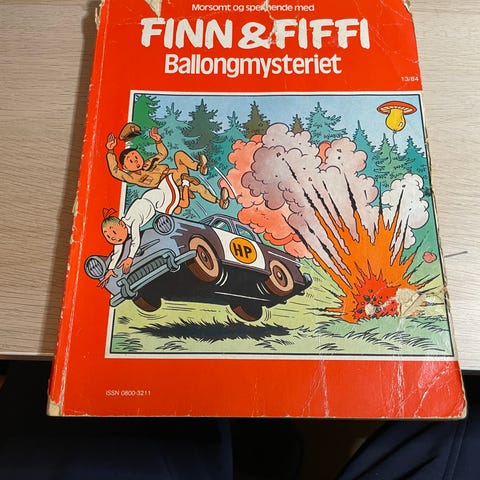 Morsomt og spennende med
FINN & FIFFI
Ballongmysteriet
13/84
HP
ISSN 0800-3211